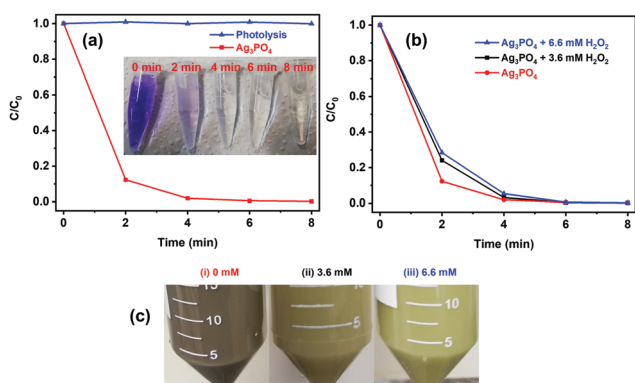 (a)
Photolysis
Ag₃PO₄
0 min 2 min 4 min 6 min 8 min
C/C₀
1.0
0.8
0.6
0.4
0.2
0.0
0 2 4 6 8
Time (min)
(b)
Ag₃PO₄ + 6.6 mM H₂O₂
Ag₃PO₄ + 3.6 mM H₂O₂
Ag₃PO₄
C/C₀
1.0
0.8
0.6
0.4
0.2
0.0
0 2 4 6 8
Time (min)
(c)
(i) 0 mM
(ii) 3.6 mM
(iii) 6.6 mM
15
10
5
10
5
10
5